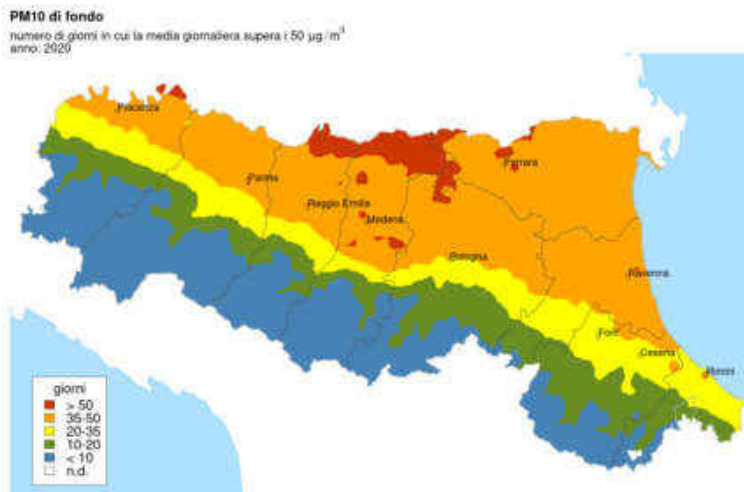 PM10 di fondo
numero di giorni in cui la media giornaliera supera i 50 µg/m³
anno: 2020
Piacenza
Parma
Reggio Emilia
Modena
Ferrara
Bologna
Ravenna
Forlì
Cesena
Rimini
giorni
> 50
35-50
20-35
10-20
< 10
n.d.